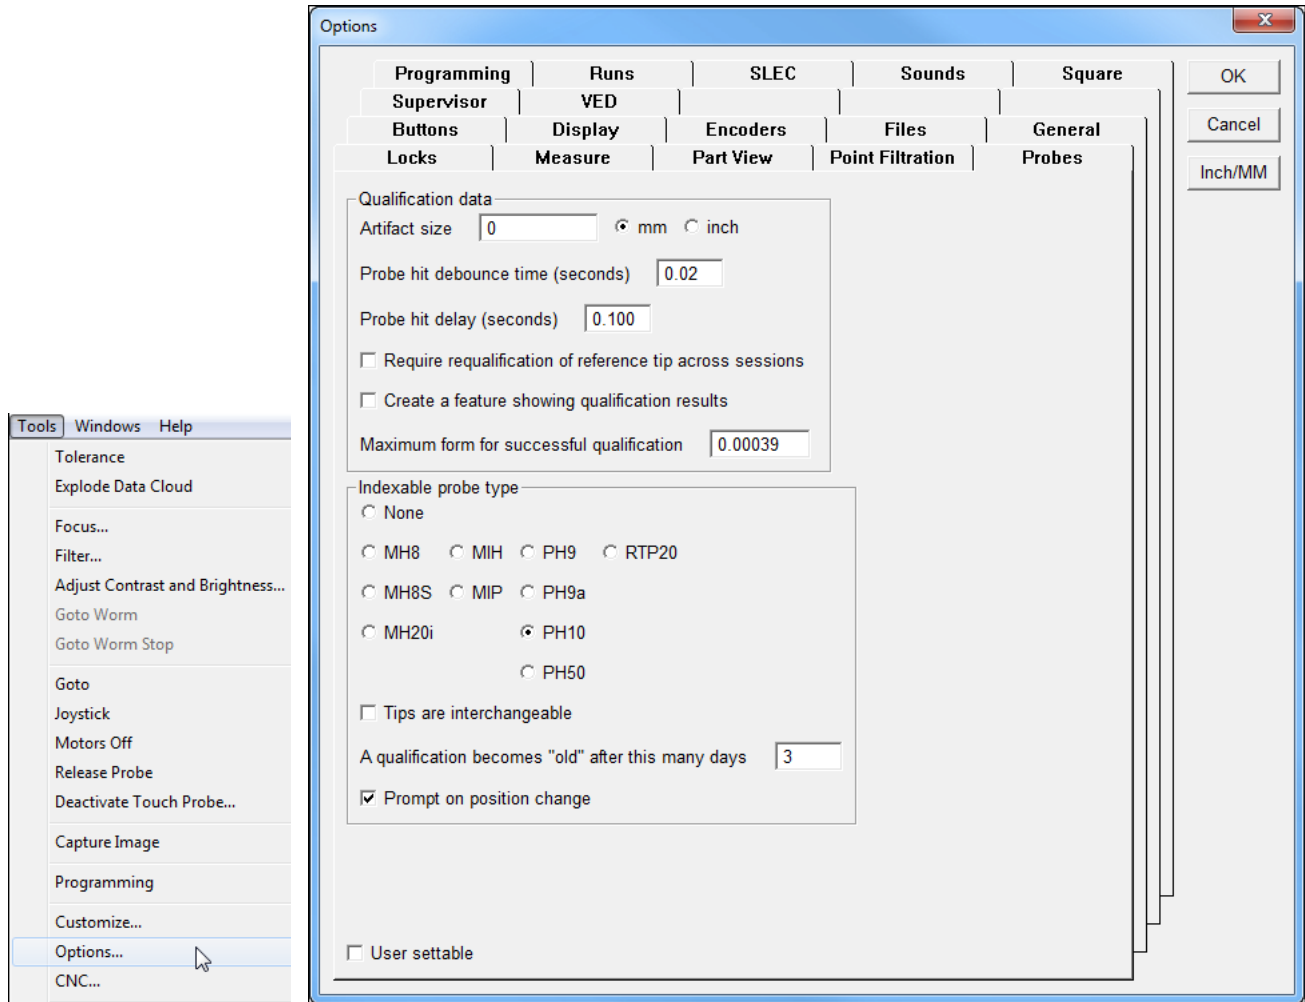 Tools Windows Help
Tolerance
Explode Data Cloud
Focus...
Filter...
Adjust Contrast and Brightness...
Goto Worm
Goto Worm Stop
Goto
Joystick
Motors Off
Release Probe
Deactivate Touch Probe...
Capture Image
Programming
Customize...
Options...
CNC...
Options
Programming Runs SLEC Sounds Square
Supervisor VED
Buttons Display Encoders Files General
Locks Measure Part View Point Filtration Probes
OK
Cancel
Inch/MM
Qualification data
Artifact size 0 mm inch
Probe hit debounce time (seconds) 0.02
Probe hit delay (seconds) 0.100
Require requalification of reference tip across sessions
Create a feature showing qualification results
Maximum form for successful qualification 0.00039
Indexable probe type
None
MH8 MIH PH9 RTP20
MH8S MIP PH9a
MH20i PH10
PH50
Tips are interchangeable
A qualification becomes "old" after this many days 3
Prompt on position change
User settable